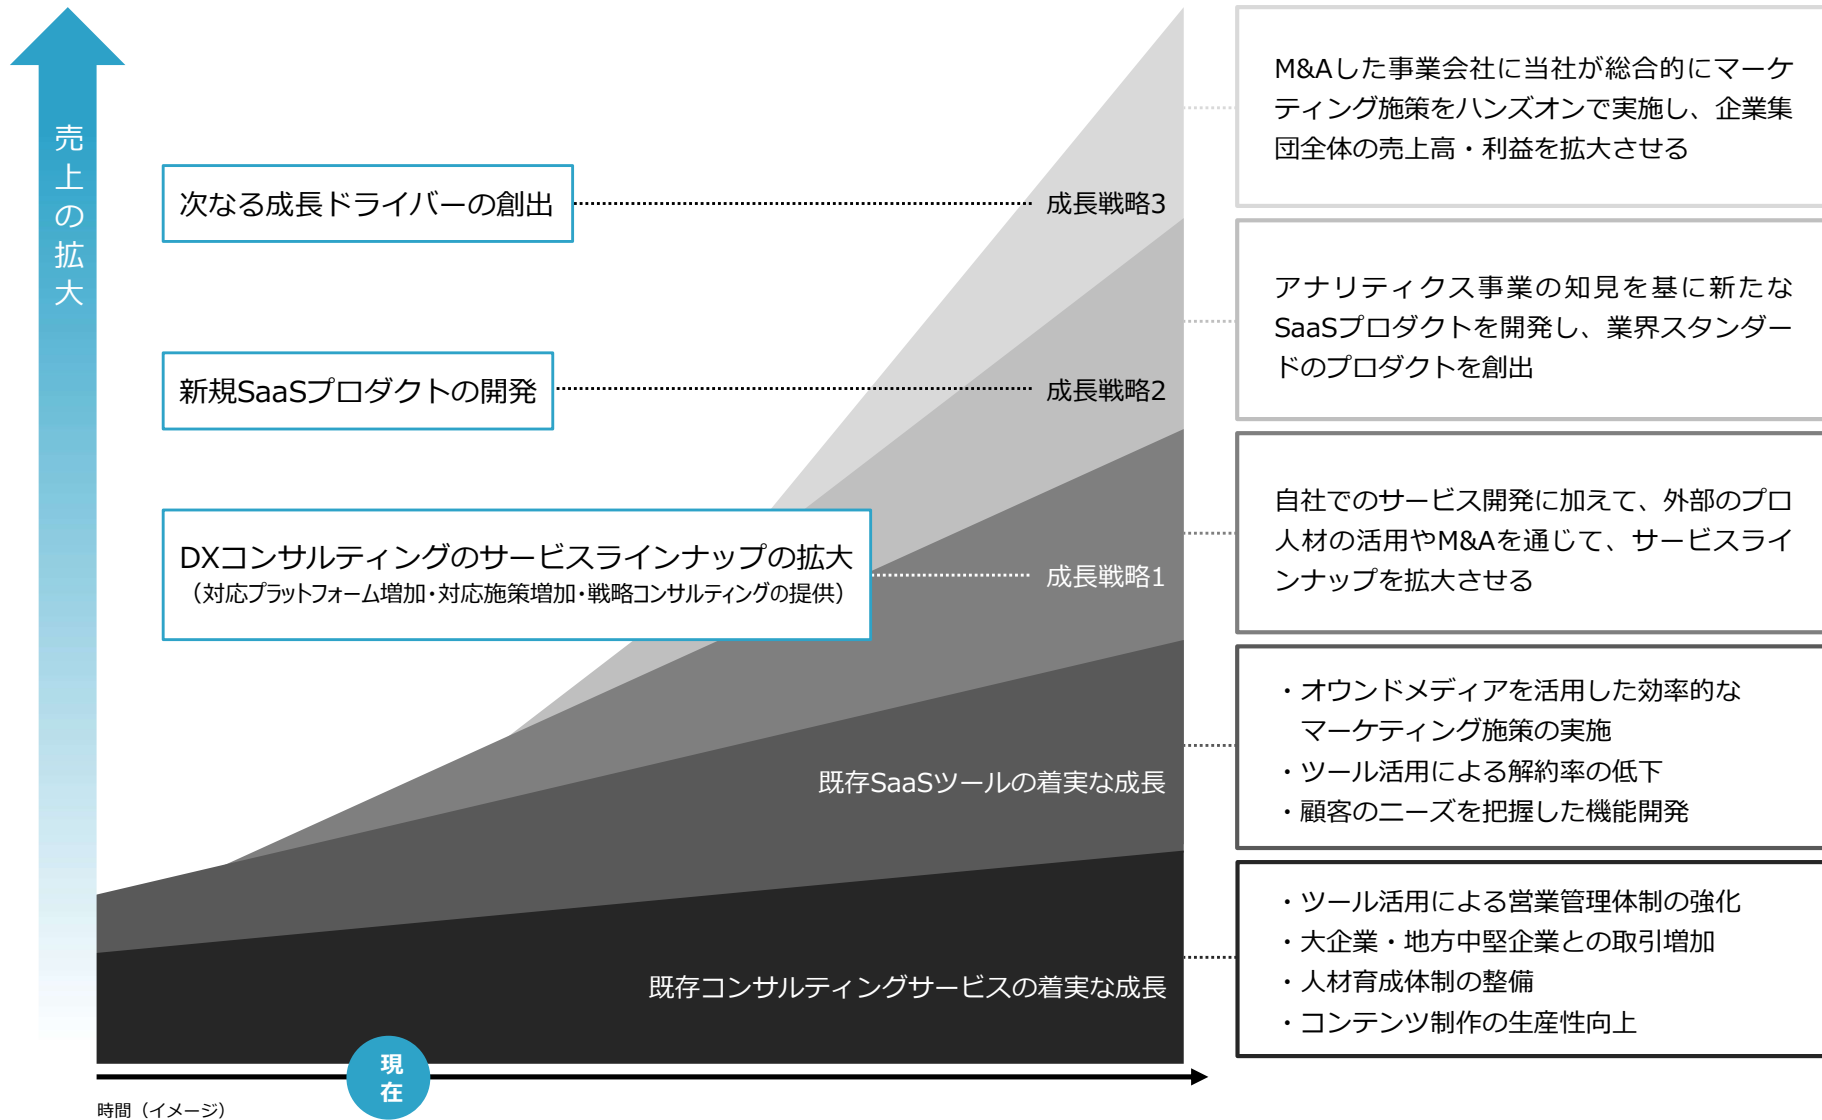 売上の拡大
次なる成長ドライバーの創出
成長戦略3
M&Aした事業会社に当社が総合的にマーケ
ティング施策をハンズオンで実施し、企業集
団全体の売上高・利益を拡大させる
新規SaaSプロダクトの開発
成長戦略2
アナリティクス事業の知見を基に新たな
SaaSプロダクトを開発し、業界スタンダー
ドのプロダクトを創出
DXコンサルティングのサービスラインナップの拡大
（対応プラットフォーム増加・対応施策増加・戦略コンサルティングの提供）
成長戦略1
自社でのサービス開発に加えて、外部のプロ
人材の活用やM&Aを通じて、サービスライ
ンナップを拡大させる
既存SaaSツールの着実な成長
・オウンドメディアを活用した効率的な
マーケティング施策の実施
・ツール活用による解約率の低下
・顧客のニーズを把握した機能開発
既存コンサルティングサービスの着実な成長
・ツール活用による営業管理体制の強化
・大企業・地方中堅企業との取引増加
・人材育成体制の整備
・コンテンツ制作の生産性向上
現在
時間（イメージ）